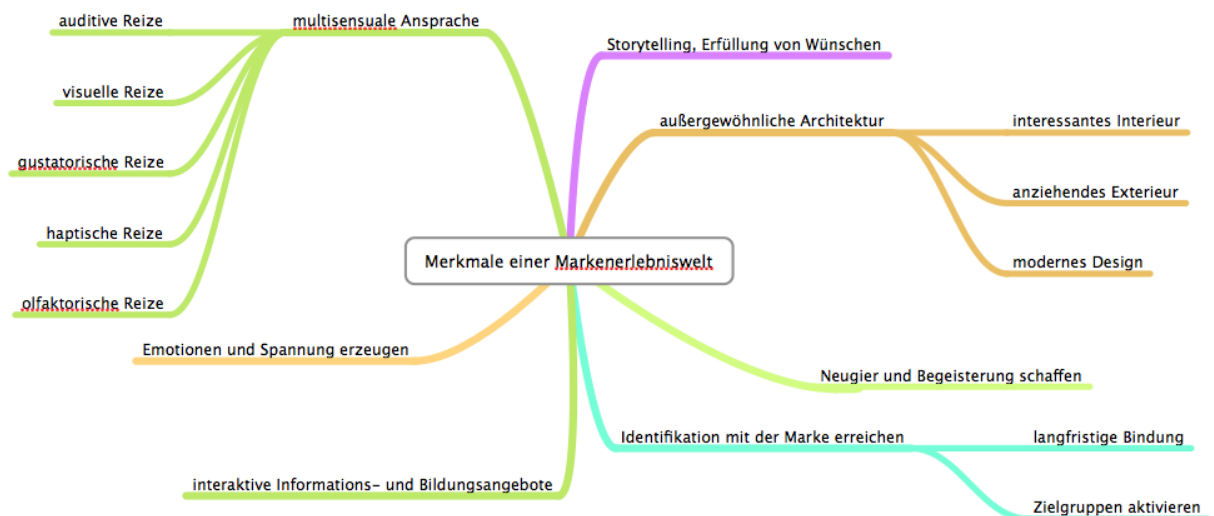 auditive Reize
multisensuale Ansprache
visuelle Reize
gustatorische Reize
haptische Reize
olfaktorische Reize
Storytelling, Erfüllung von Wünschen
außergewöhnliche Architektur
interessantes Interieur
anziehendes Exterieur
modernes Design
Merkmale einer Markenerlebniswelt
Emotionen und Spannung erzeugen
Neugier und Begeisterung schaffen
Identifikation mit der Marke erreichen
langfristige Bindung
Zielgruppen aktivieren
interaktive Informations- und Bildungsangebote